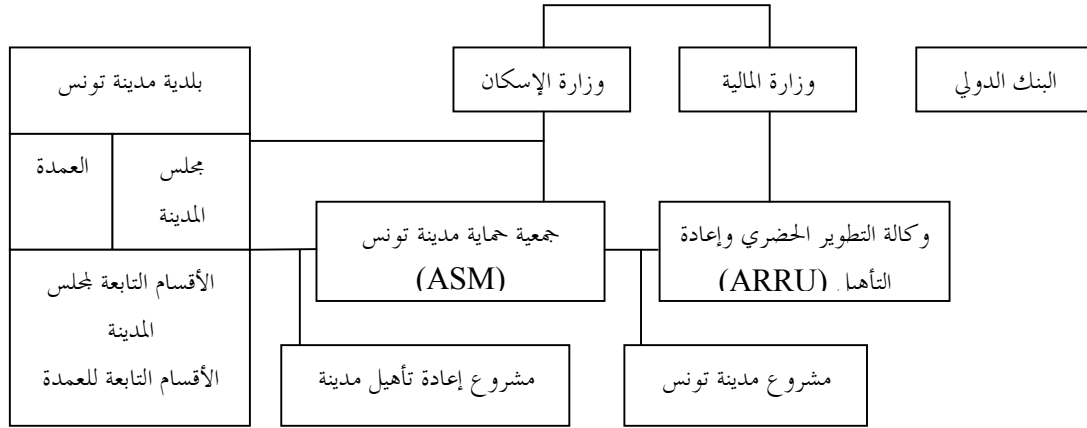 البنك الدولي
وزارة المالية
وزارة الإسكان
بلدية مدينة تونس
مجلس
المدينة
العمدة
وكالة التطوير الحضري وإعادة
التأهيل (ARRU)
جمعية حماية مدينة تونس
(ASM)
الأقسام التابعة لمجلس
المدينة
الأقسام التابعة للعمدة
مشروع مدينة تونس
مشروع إعادة تأهيل مدينة